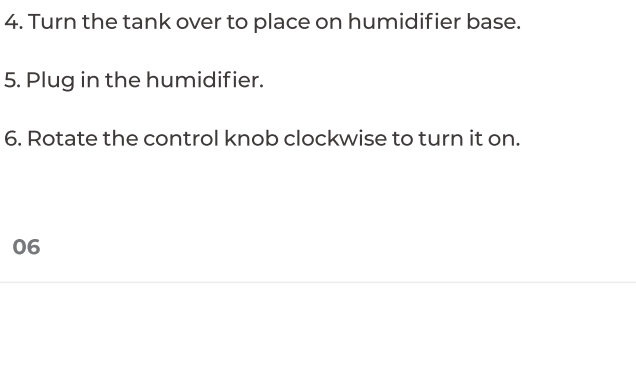 4. Turn the tank over to place on humidifier base.
5. Plug in the humidifier.
6. Rotate the control knob clockwise to turn it on.
06